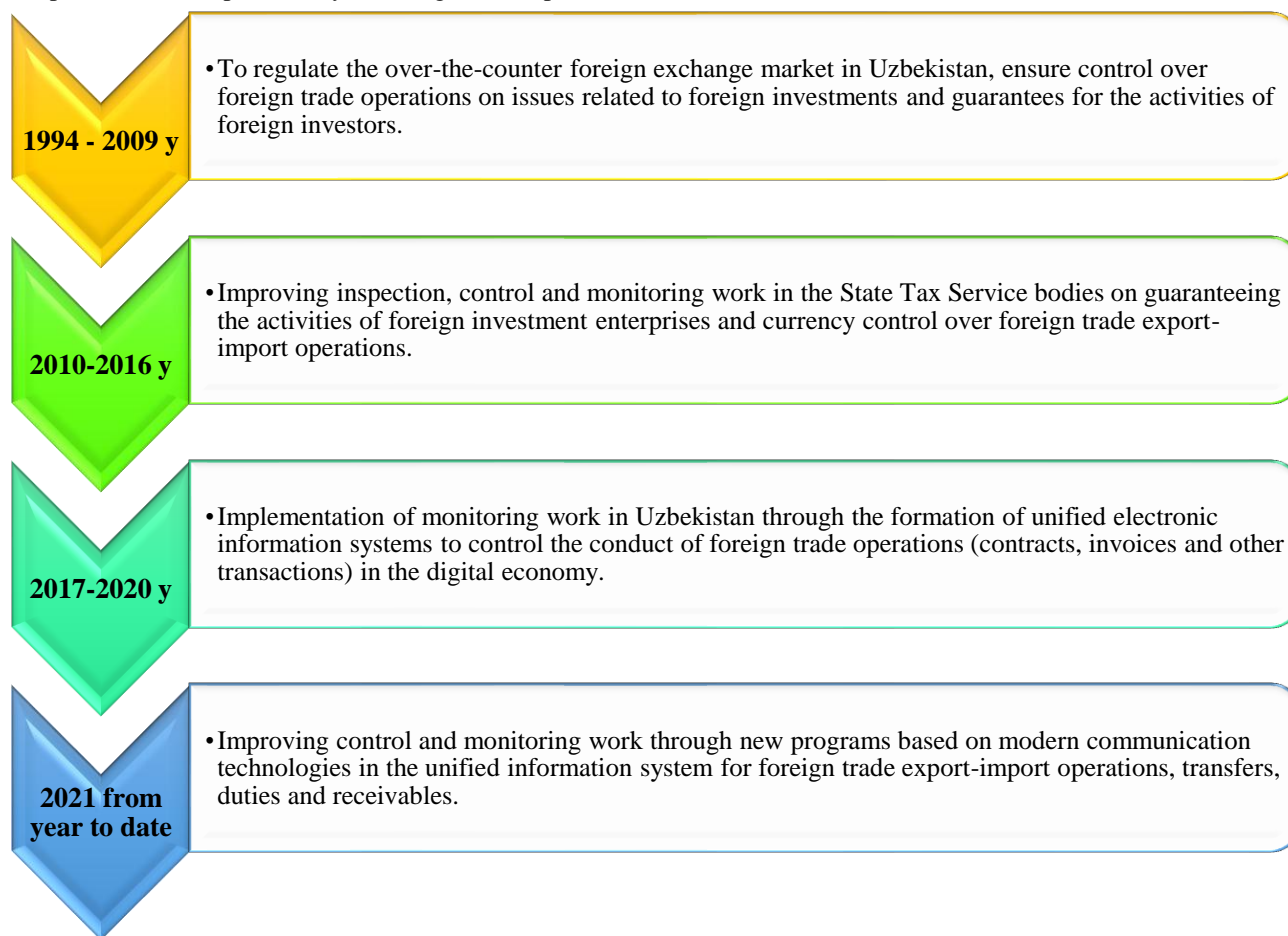 1994 - 2009 y
•To regulate the over-the-counter foreign exchange market in Uzbekistan, ensure control over
foreign trade operations on issues related to foreign investments and guarantees for the activities of
foreign investors.
2010-2016 y
•Improving inspection, control and monitoring work in the State Tax Service bodies on guaranteeing
the activities of foreign investment enterprises and currency control over foreign trade export-
import operations.
2017-2020 y
•Implementation of monitoring work in Uzbekistan through the formation of unified electronic
information systems to control the conduct of foreign trade operations (contracts, invoices and other
transactions) in the digital economy.
2021 from
year to date
•Improving control and monitoring work through new programs based on modern communication
technologies in the unified information system for foreign trade export-import operations, transfers,
duties and receivables.